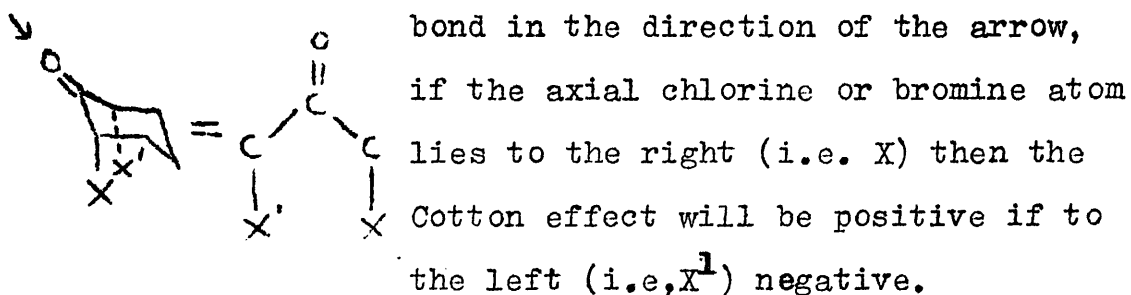 bond in the direction of the arrow,
O
O
if the axial chlorine or bromine atom
C
= C C lies to the right (i.e. X) then the
X X'
X' X Cotton effect will be positive if to
the left (i.e,X1) negative.